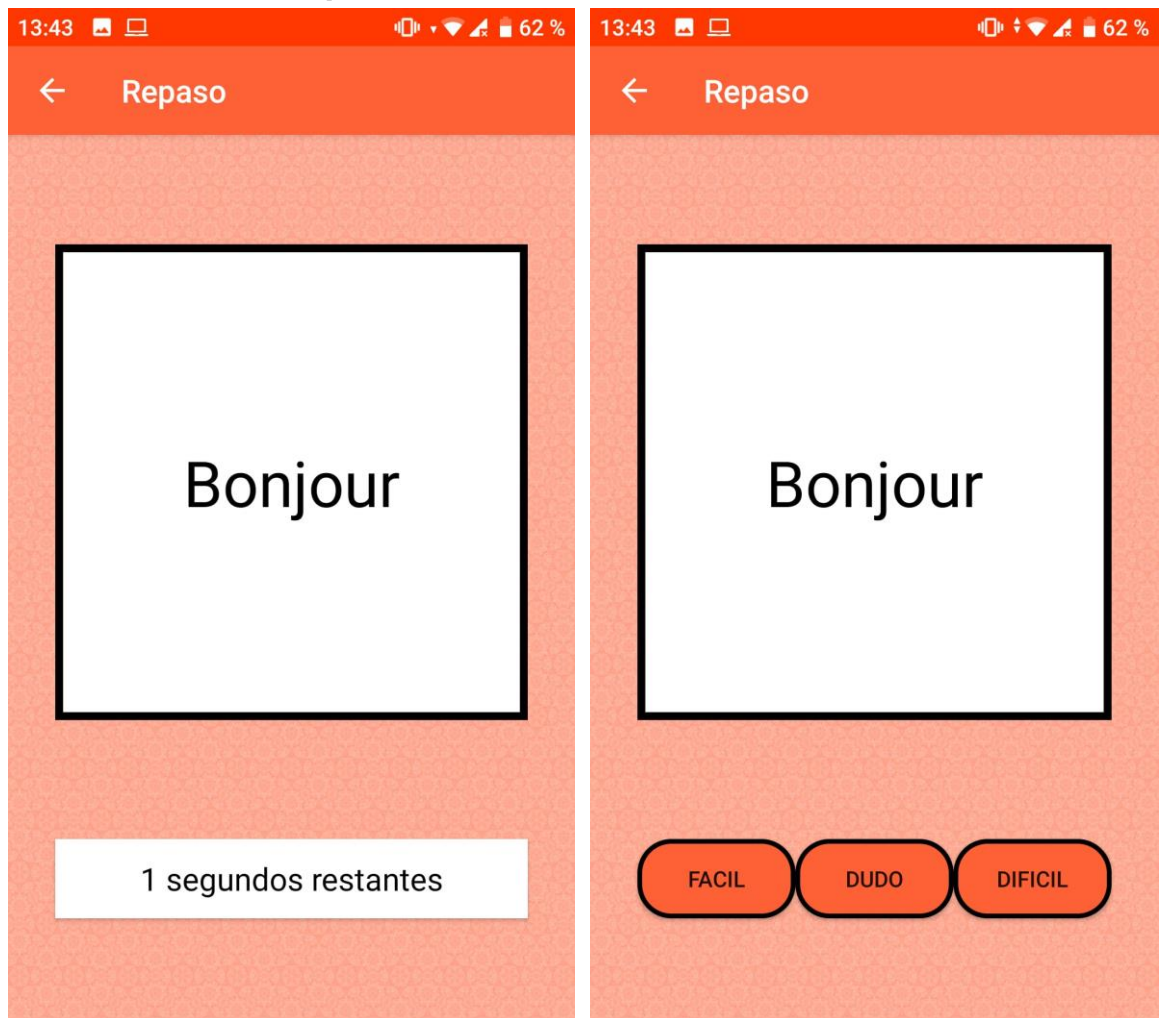 13:43 62 %
Repaso
Bonjour
1 segundos restantes
13:43 62 %
Repaso
Bonjour
FACIL DUDO DIFICIL